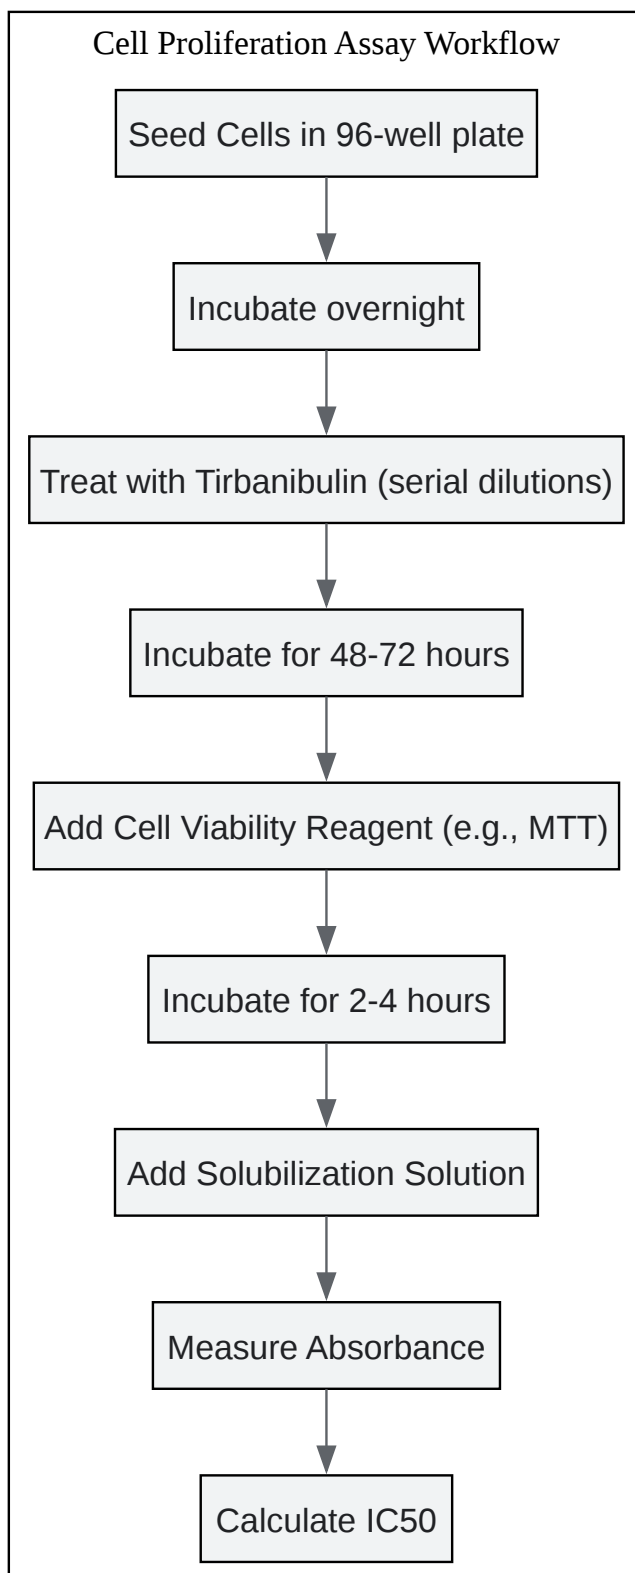 Cell Proliferation Assay Workflow
Seed Cells in 96-well plate
Incubate overnight
Treat with Tirbanibulin (serial dilutions)
Incubate for 48-72 hours
Add Cell Viability Reagent (e.g., MTT)
Incubate for 2-4 hours
Add Solubilization Solution
Measure Absorbance
Calculate IC50